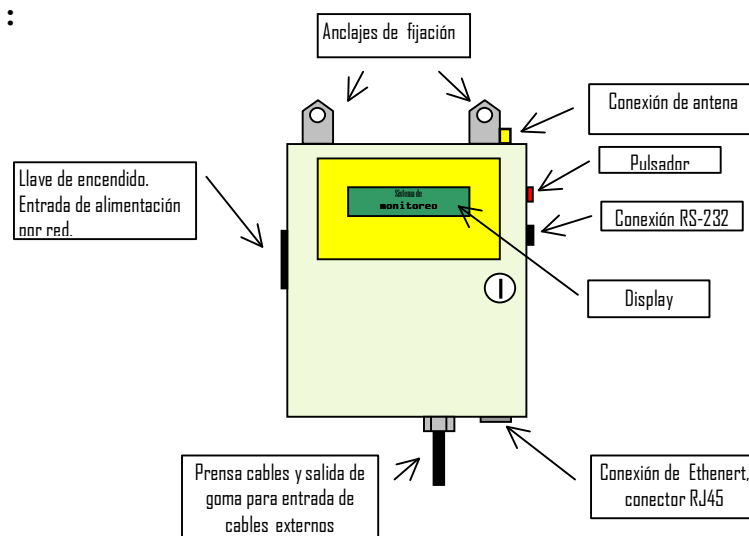 :
Anclajes de fijación
Conexión de antena
Pulsador
Llave de encendido.
Entrada de alimentación
por red.
Sistema de
monitoreo
Conexión RS-232
Display
Prensa cables y salida de
goma para entrada de
cables externos
Conexión de Ethenert,
conector RJ45